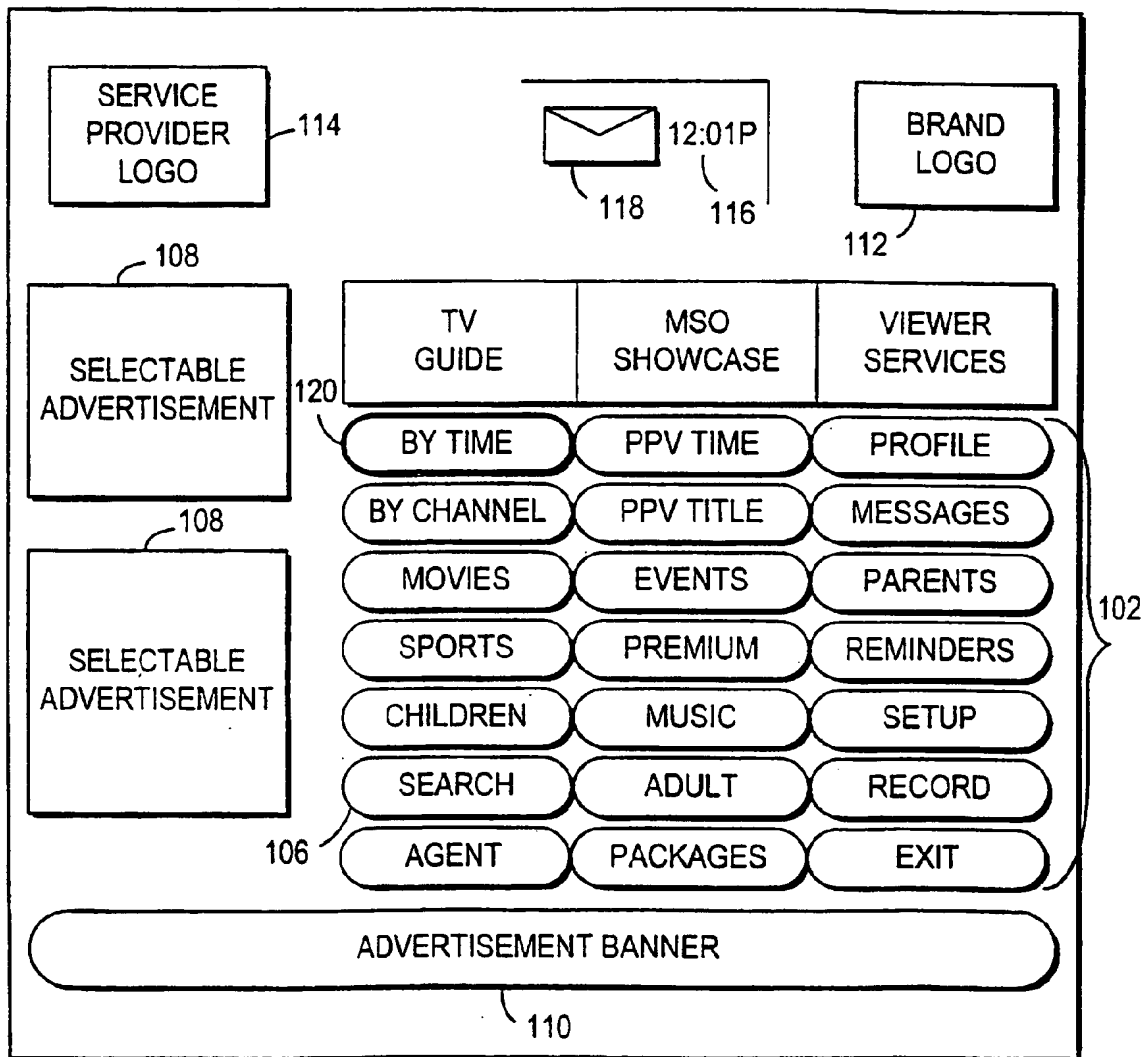 SERVICE
PROVIDER
LOGO
114
12:01P
118
116
BRAND
LOGO
112
108
SELECTABLE
ADVERTISEMENT
108
SELECTABLE
ADVERTISEMENT
TV
GUIDE
MSO
SHOWCASE
VIEWER
SERVICES
120
BY TIME
PPV TIME
PROFILE
BY CHANNEL
PPV TITLE
MESSAGES
MOVIES
EVENTS
PARENTS
102
SPORTS
PREMIUM
REMINDERS
CHILDREN
MUSIC
SETUP
SEARCH
ADULT
RECORD
106
AGENT
PACKAGES
EXIT
ADVERTISEMENT BANNER
110